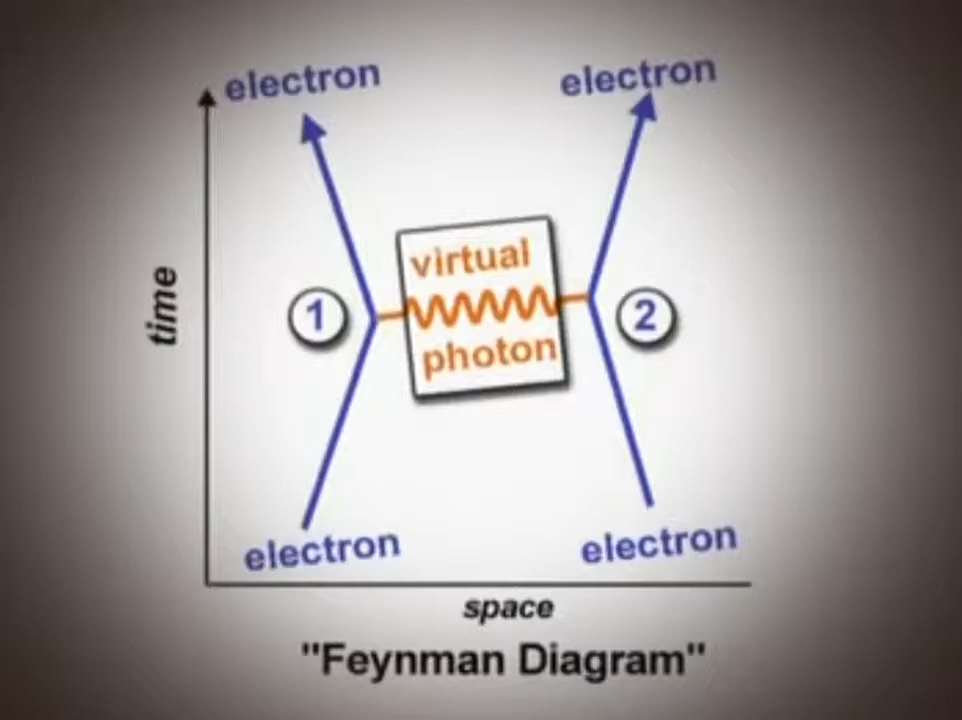 electron
electron
time
virtual
photon
1
2
electron
electron
space
"Feynman Diagram"